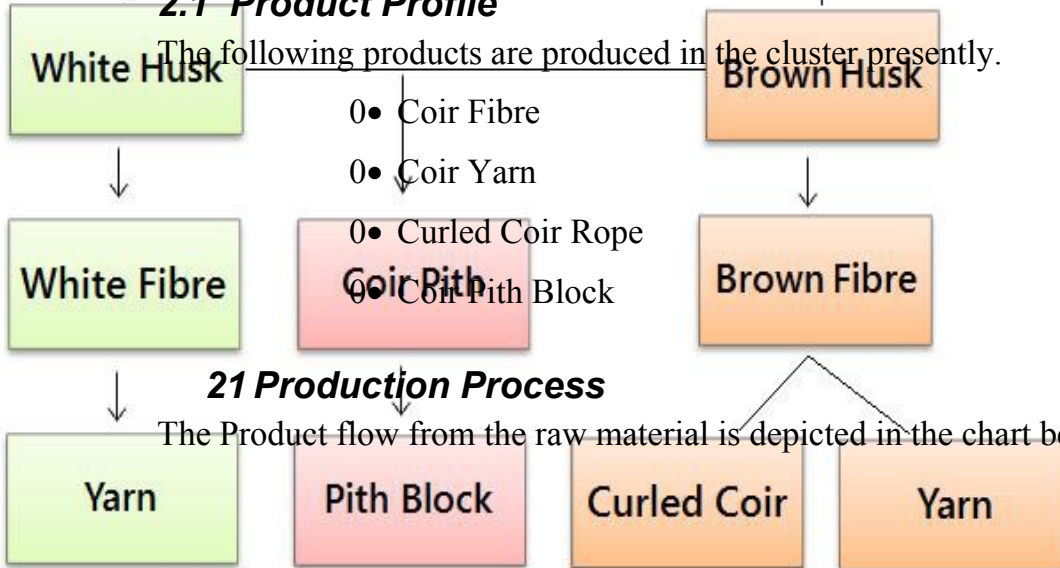 2.1 Product Profile
The following products are produced in the cluster presently.
White Husk
Brown Husk
0• Coir Fibre
0• Coir Yarn
0• Curled Coir Rope
0• Coir Pith Block
White Fibre
Coir Pith
Brown Fibre
21 Production Process
The Product flow from the raw material is depicted in the chart be
Yarn
Pith Block
Curled Coir
Yarn